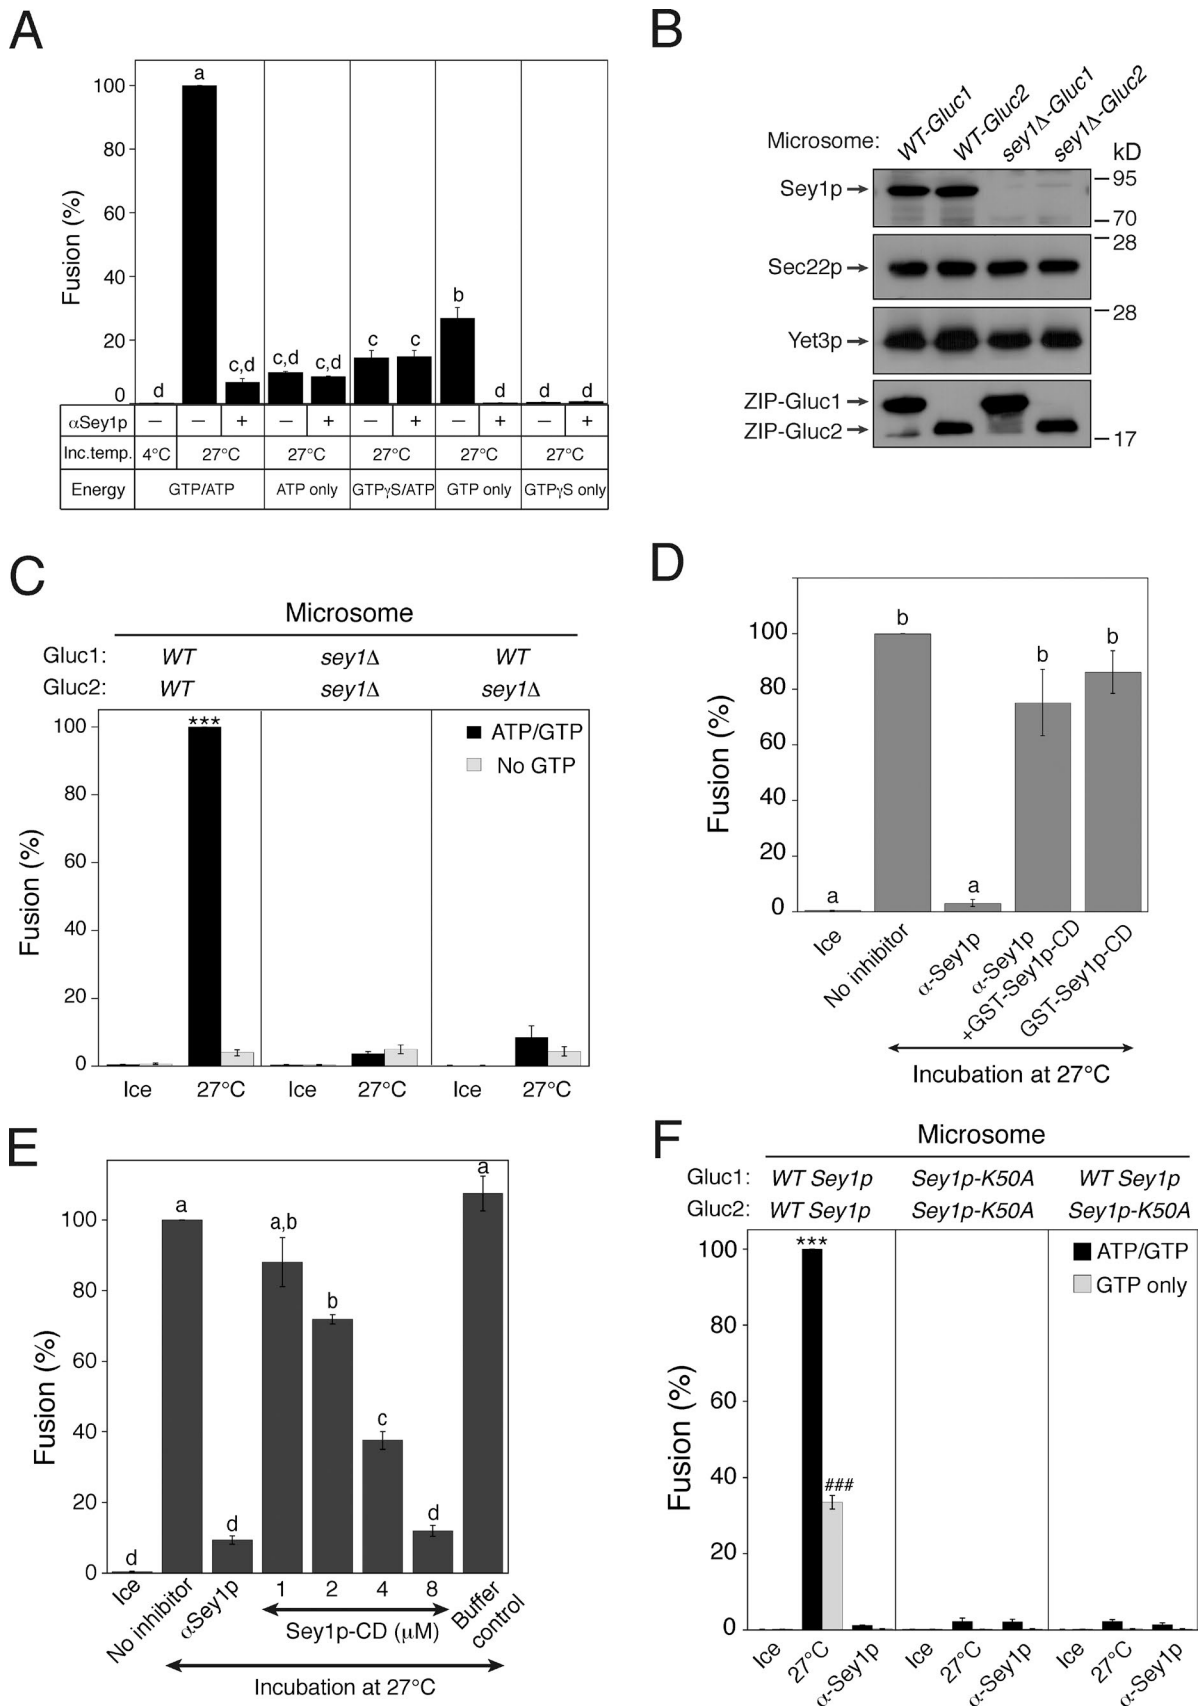 A
Fusion (%)
100
80
60
40
20
0
d
a
c,d
c,d
c,d
c
c
b
d
d
d
αSey1p – – + – + – + – + – +
Inc.temp. 4°C 27°C 27°C 27°C 27°C 27°C
Energy GTP/ATP ATP only GTPγS/ATP GTP only GTPγS only
B
Microsome: WT-Gluc1 WT-Gluc2 sey1Δ-Gluc1 sey1Δ-Gluc2
kD
Sey1p
95
70
Sec22p
28
Yet3p
28
ZIP-Gluc1
ZIP-Gluc2
17
C
Microsome
Gluc1: WT sey1Δ WT
Gluc2: WT sey1Δ sey1Δ
Fusion (%)
100
80
60
40
20
0
***
ATP/GTP
No GTP
Ice 27°C Ice 27°C Ice 27°C
D
Fusion (%)
100
80
60
40
20
0
a
b
a
b
b
Ice
No inhibitor
α-Sey1p
α-Sey1p
+GST-Sey1p-CD
GST-Sey1p-CD
Incubation at 27°C
E
Fusion (%)
100
80
60
40
20
0
d
a
d
a,b
b
c
d
a
Ice
No inhibitor
αSey1p
1 2 4 8
Sey1p-CD (μM)
Buffer
control
Incubation at 27°C
F
Microsome
Gluc1: WT Sey1p Sey1p-K50A WT Sey1p
Gluc2: WT Sey1p Sey1p-K50A Sey1p-K50A
Fusion (%)
100
80
60
40
20
0
***
###
ATP/GTP
GTP only
Ice 27°C α-Sey1p Ice 27°C α-Sey1p Ice 27°C α-Sey1p